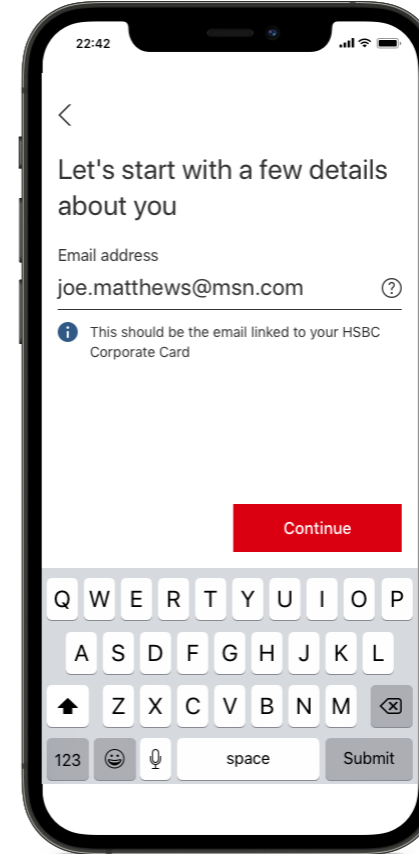 22:42
Let's start with a few details
about you
Email address
joe.matthews@msn.com
?
i
This should be the email linked to your HSBC
Corporate Card
Continue
Q W E R T Y U I O P
A S D F G H J K L
Z X C V B N M
123 space Submit